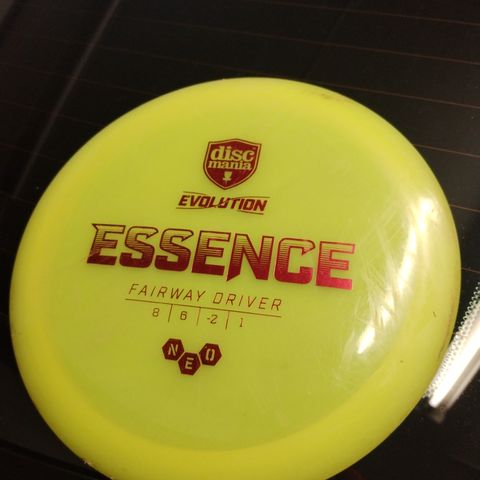 disc
mania
EVOLUTION
ESSENCE
FAIRWAY DRIVER
8 | 6 | -2 | 1
NEO